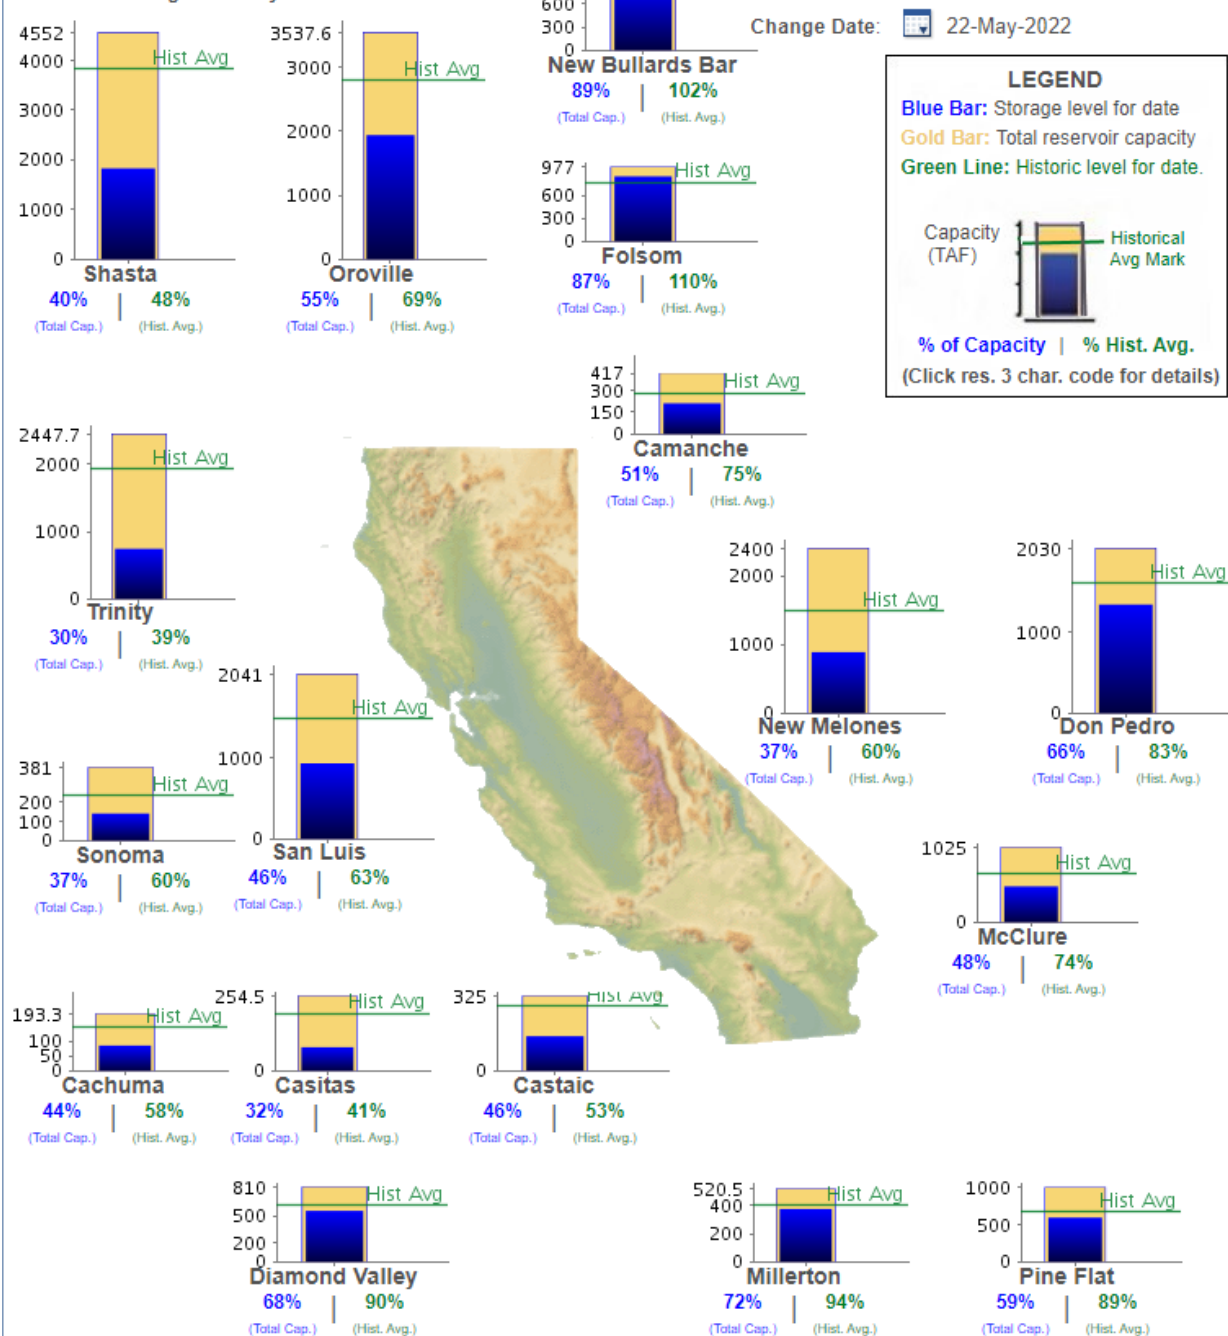 4552
4000
3000
2000
1000
0
Hist Avg
Shasta
40% | 48%
(Total Cap.) (Hist. Avg.)
3537.6
3000
2000
1000
0
Hist Avg
Oroville
55% | 69%
(Total Cap.) (Hist. Avg.)
600
300
0
New Bullards Bar
89% | 102%
(Total Cap.) (Hist. Avg.)
Change Date: 22-May-2022
LEGEND
Blue Bar: Storage level for date
Gold Bar: Total reservoir capacity
Green Line: Historic level for date.
Capacity
(TAF)
Historical
Avg Mark
% of Capacity | % Hist. Avg.
(Click res. 3 char. code for details)
977
600
300
0
Hist Avg
Folsom
87% | 110%
(Total Cap.) (Hist. Avg.)
417
300
150
0
Hist Avg
Camanche
51% | 75%
(Total Cap.) (Hist. Avg.)
2447.7
2000
1000
0
Hist Avg
Trinity
30% | 39%
(Total Cap.) (Hist. Avg.)
2400
2000
1000
0
Hist Avg
New Melones
37% | 60%
(Total Cap.) (Hist. Avg.)
2030
1000
0
Hist Avg
Don Pedro
66% | 83%
(Total Cap.) (Hist. Avg.)
2041
1000
0
Hist Avg
San Luis
46% | 63%
(Total Cap.) (Hist. Avg.)
381
200
100
0
Hist Avg
Sonoma
37% | 60%
(Total Cap.) (Hist. Avg.)
1025
0
Hist Avg
McClure
48% | 74%
(Total Cap.) (Hist. Avg.)
193.3
100
50
0
Hist Avg
Cachuma
44% | 58%
(Total Cap.) (Hist. Avg.)
254.5
0
Hist Avg
Casitas
32% | 41%
(Total Cap.) (Hist. Avg.)
325
0
Hist Avg
Castaic
46% | 53%
(Total Cap.) (Hist. Avg.)
810
500
200
0
Hist Avg
Diamond Valley
68% | 90%
(Total Cap.) (Hist. Avg.)
520.5
400
200
0
Hist Avg
Millerton
72% | 94%
(Total Cap.) (Hist. Avg.)
1000
500
0
Hist Avg
Pine Flat
59% | 89%
(Total Cap.) (Hist. Avg.)